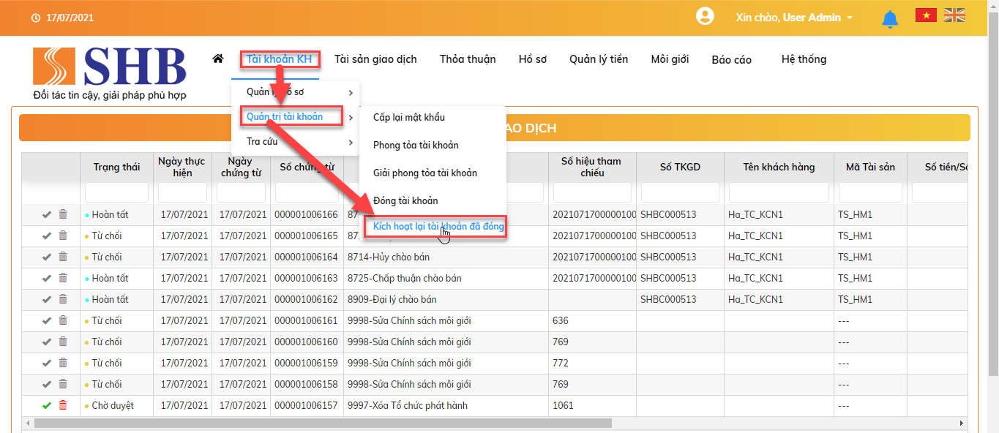 17/07/2021
Xin chào, User Admin
SHB
Đối tác tin cậy, giải pháp phù hợp
Tài khoản KH Tài sản giao dịch Thỏa thuận Hồ sơ Quản lý tiền Môi giới Báo cáo Hệ thống
Quản sơ
Quản trị tài khoản
Tra cứu
Cấp lại mật khẩu
Phong tỏa tài khoản
Giải phong tỏa tài khoản
Đóng tài khoản
Kích hoạt lại tài khoản đã đóng
DỊCH
Trạng thái Ngày thực hiện Ngày chứng từ Số chứng từ Số hiệu tham chiếu Số TKGD Tên khách hàng Mã Tài sản Số tiền/Số
Hoàn tất 17/07/2021 17/07/2021 000001006166 87 2021071700000100 SHBC000513 Ha_TC_KCN1 TS_HM1
Từ chối 17/07/2021 17/07/2021 000001006165 87 2021071700000100 SHBC000513 Ha_TC_KCN1 TS_HM1
Từ chối 17/07/2021 17/07/2021 000001006164 8714-Hủy chào bán 2021071700000100 SHBC000513 Ha_TC_KCN1 TS_HM1
Hoàn tất 17/07/2021 17/07/2021 000001006163 8725-Chấp thuận chào bán 2021071700000100 SHBC000513 Ha_TC_KCN1 TS_HM1
Hoàn tất 17/07/2021 17/07/2021 000001006162 8909-Đại lý chào bán SHBC000513 Ha_TC_KCN1 TS_HM1
Từ chối 17/07/2021 17/07/2021 000001006161 9998-Sửa Chính sách môi giới 636 ---
Từ chối 17/07/2021 17/07/2021 000001006160 9998-Sửa Chính sách môi giới 769 ---
Từ chối 17/07/2021 17/07/2021 000001006159 9998-Sửa Chính sách môi giới 772 ---
Từ chối 17/07/2021 17/07/2021 000001006158 9998-Sửa Chính sách môi giới 769 ---
Chờ duyệt 17/07/2021 17/07/2021 000001006157 9997-Xóa Tổ chức phát hành 1061 ---